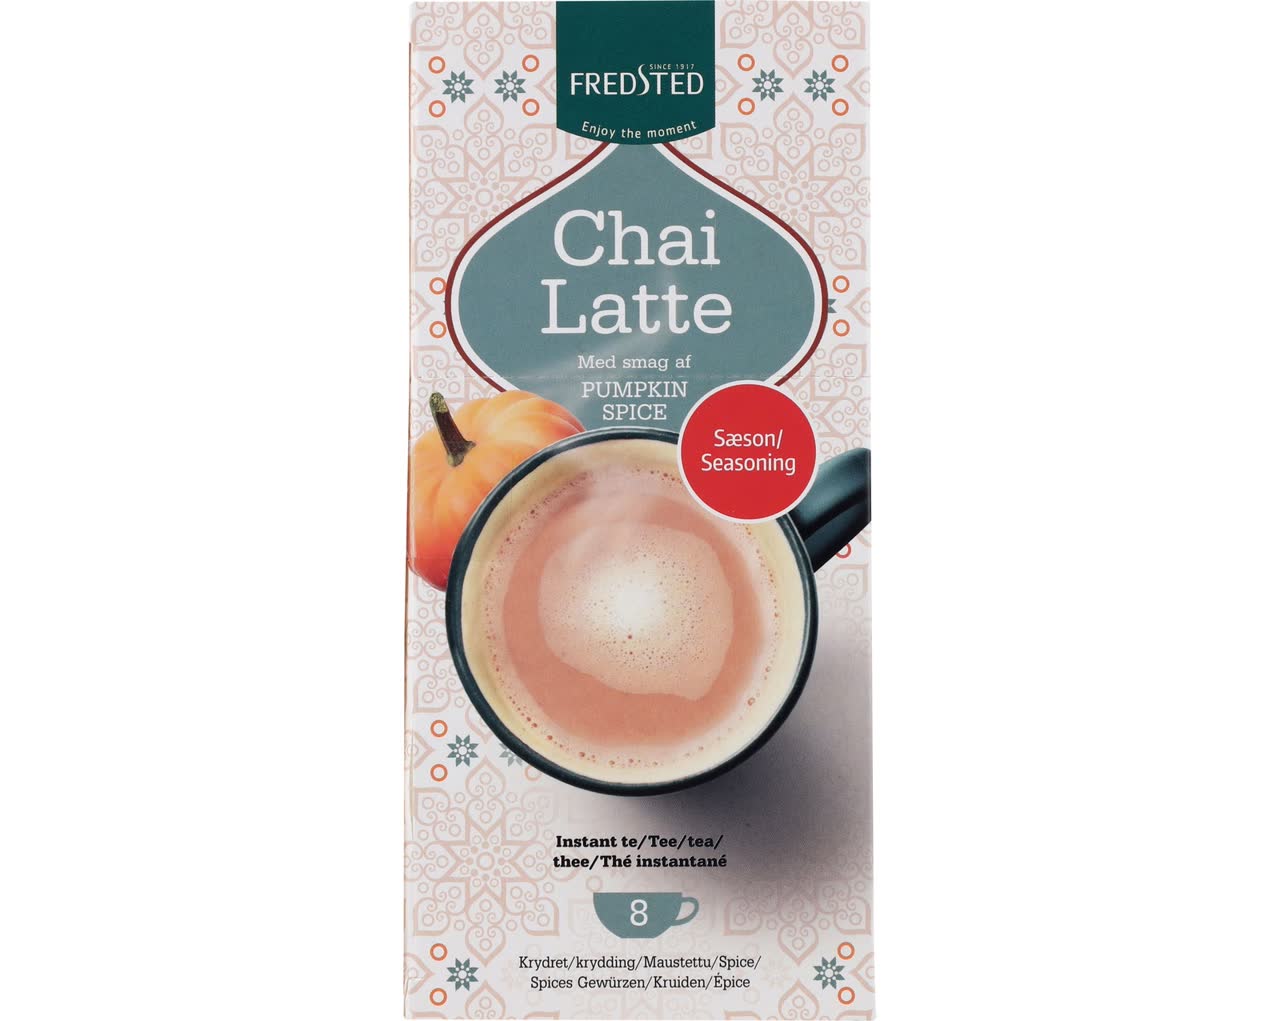 SINCE 1917
FREDSTED
Enjoy the moment
Chai
Latte
Med smag af
PUMPKIN
SPICE
Sæson/
Seasoning
Instant te/Tee/tea/
thee/Thé instantané
8
Krydret/krydding/Maustettu/Spice/
Spices Gewürzen/Kruiden/Épice